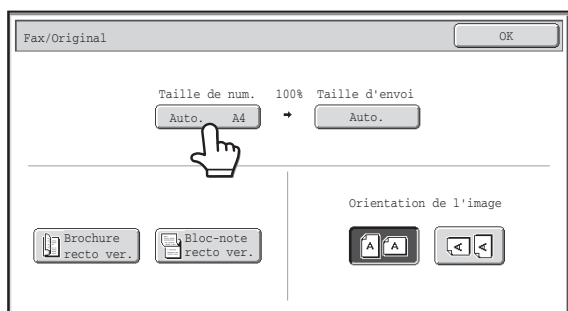 Fax/Original
OK
Taille de num.
100%
Taille d'envoi
Auto. A4
Auto.
Orientation de l'image
Brochure
recto ver.
Bloc-note
recto ver.
A
A
A
A